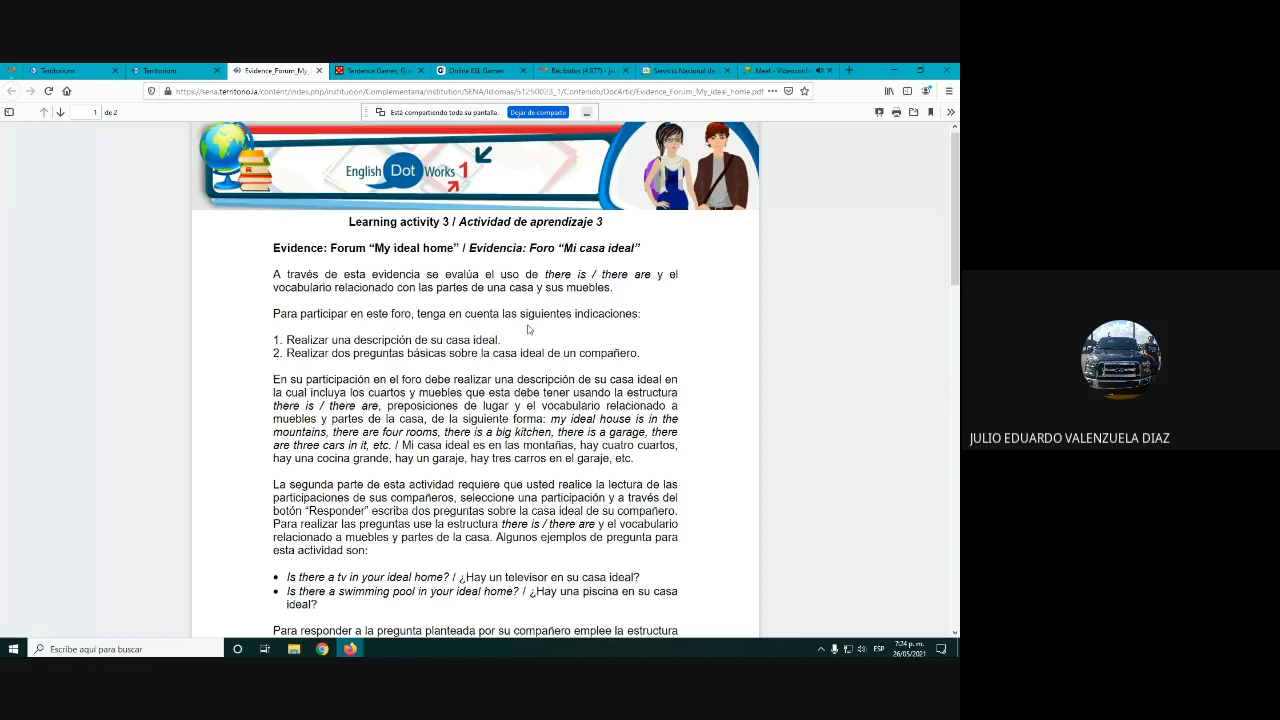 Territorium
Territorium
Evidence_Forum_My_
Sentence Games, Gra
Online ESL Games
Recibidos (4.977) - je
Servicio Nacional de
Meet - Videoconf
https://sena.territorio.la/content/index.php/institucion/Complementaria/institution/SENA/Idiomas/51250023_1/Contenido/DocArtic/Evidence_Forum_My_ideal_home.pdf
1 de 2
Está compartiendo toda su pantalla.
Dejar de compartir
English Dot Works 1
Learning activity 3 / Actividad de aprendizaje 3
Evidence: Forum “My ideal home” / Evidencia: Foro “Mi casa ideal”
A través de esta evidencia se evalúa el uso de there is / there are y el
vocabulario relacionado con las partes de una casa y sus muebles.
Para participar en este foro, tenga en cuenta las siguientes indicaciones:
1. Realizar una descripción de su casa ideal.
2. Realizar dos preguntas básicas sobre la casa ideal de un compañero.
En su participación en el foro debe realizar una descripción de su casa ideal en
la cual incluya los cuartos y muebles que esta debe tener usando la estructura
there is / there are, preposiciones de lugar y el vocabulario relacionado a
muebles y partes de la casa, de la siguiente forma: my ideal house is in the
mountains, there are four rooms, there is a big kitchen, there is a garage, there
are three cars in it, etc. / Mi casa ideal es en las montañas, hay cuatro cuartos,
hay una cocina grande, hay un garaje, hay tres carros en el garaje, etc.
La segunda parte de esta actividad requiere que usted realice la lectura de las
participaciones de sus compañeros, seleccione una participación y a través del
botón “Responder” escriba dos preguntas sobre la casa ideal de su compañero.
Para realizar las preguntas use la estructura there is / there are y el vocabulario
relacionado a muebles y partes de la casa. Algunos ejemplos de pregunta para
esta actividad son:
• Is there a tv in your ideal home? / ¿Hay un televisor en su casa ideal?
• Is there a swimming pool in your ideal home? / ¿Hay una piscina en su casa
ideal?
Para responder a la pregunta planteada por su compañero emplee la estructura
JULIO EDUARDO VALENZUELA DIAZ
Escribe aquí para buscar
ESP
7:24 p. m.
26/05/2021